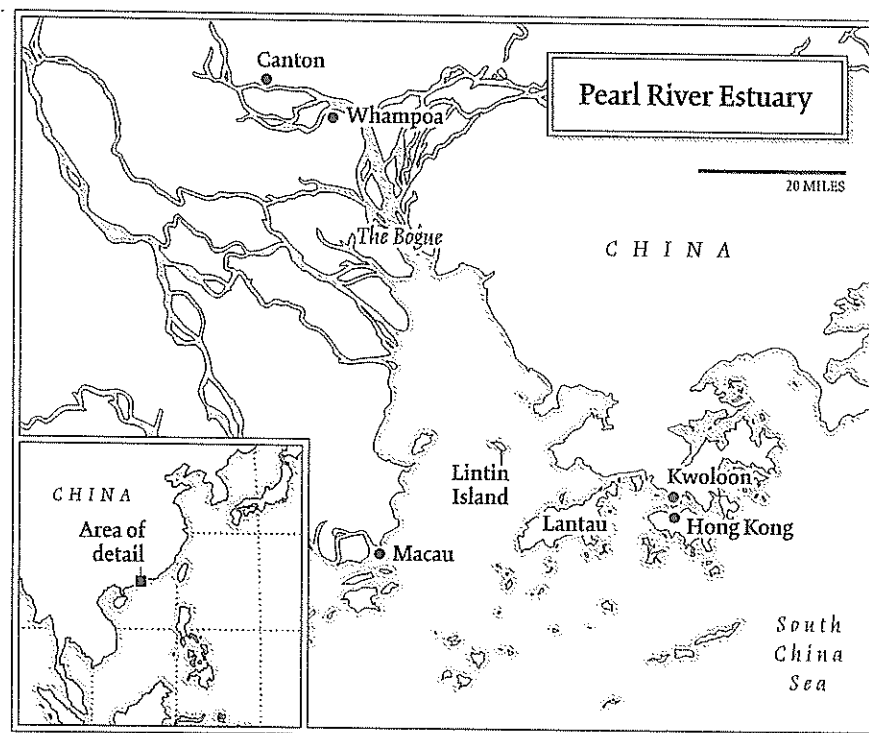 Canton
Whampoa
Pearl River Estuary
20 MILES
The Bogue
C H I N A
Lintin
Island
Kwoloon
Hong Kong
Lantau
Macau
South
China
Sea
CHINA
Area of
detail